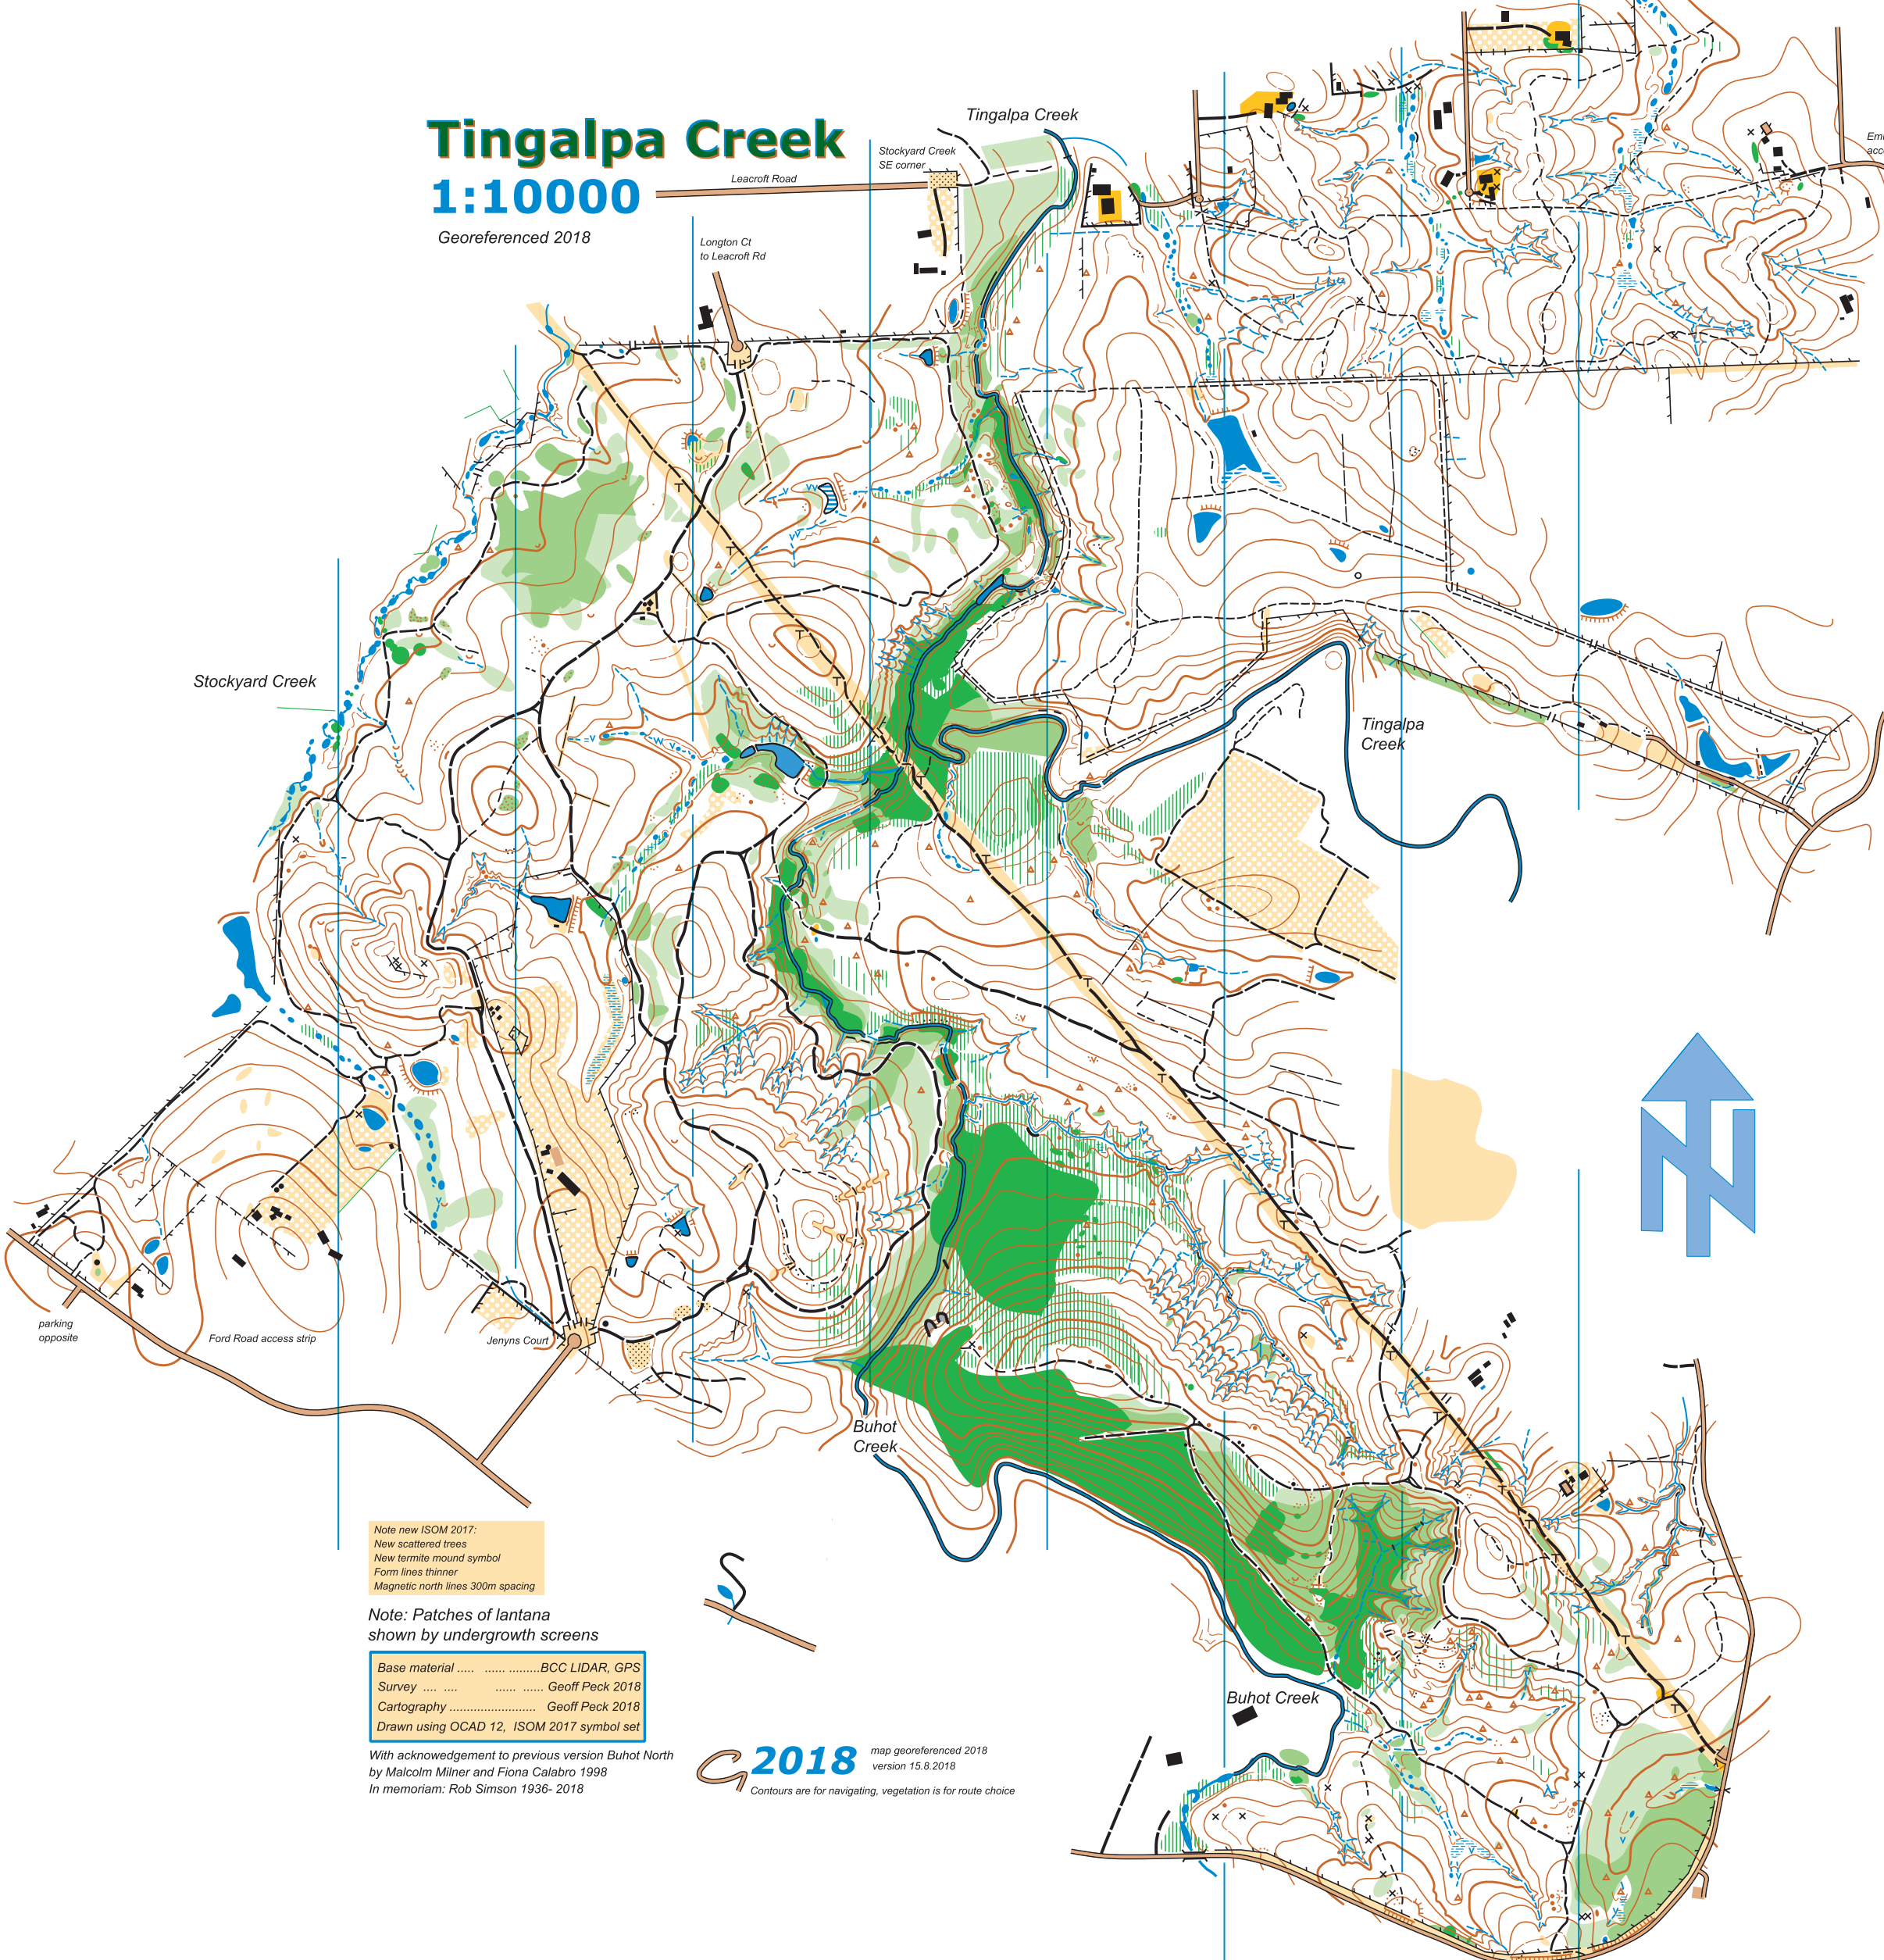 Tingalpa Creek
1:10000
Georeferenced 2018
Leacroft Road
Stockyard Creek
SE corner
Tingalpa Creek
Longton Ct
to Leacroft Rd
Stockyard Creek
Tingalpa
Creek
N
parking
opposite
Ford Road access strip
Jenyns Court
Buhot
Creek
Buhot Creek
Note new ISOM 2017:
New scattered trees
New termite mound symbol
Form lines thinner
Magnetic north lines 300m spacing
Note: Patches of lantana
shown by undergrowth screens
Base material ..... ...... .........BCC LIDAR, GPS
Survey .... .... ...... ...... Geoff Peck 2018
Cartography ......................... Geoff Peck 2018
Drawn using OCAD 12, ISOM 2017 symbol set
With acknowedgement to previous version Buhot North
by Malcolm Milner and Fiona Calabro 1998
In memoriam: Rob Simson 1936- 2018
2018
map georeferenced 2018
version 15.8.2018
Contours are for navigating, vegetation is for route choice